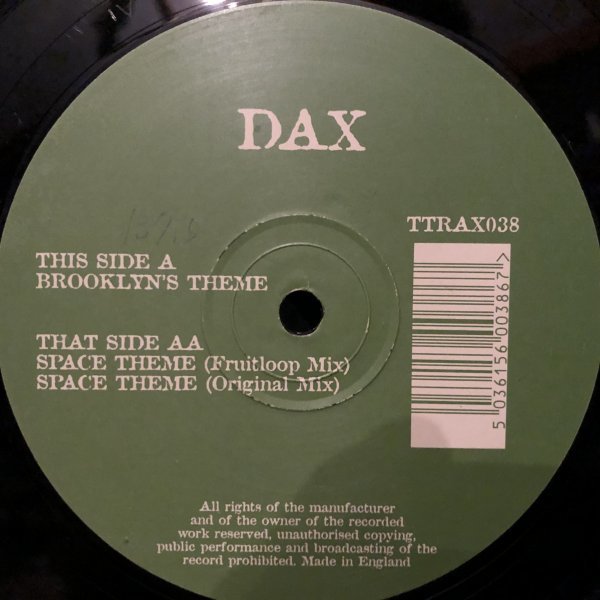 DAX
TTRAX038
THIS SIDE A
BROOKLYN'S THEME
THAT SIDE AA
SPACE THEME (Fruitloop Mix)
SPACE THEME (Original Mix)
5 036156 003867 >
All rights of the manufacturer
and of the owner of the recorded
work reserved, unauthorised copying,
public performance and broadcasting of the
record prohibited. Made in England